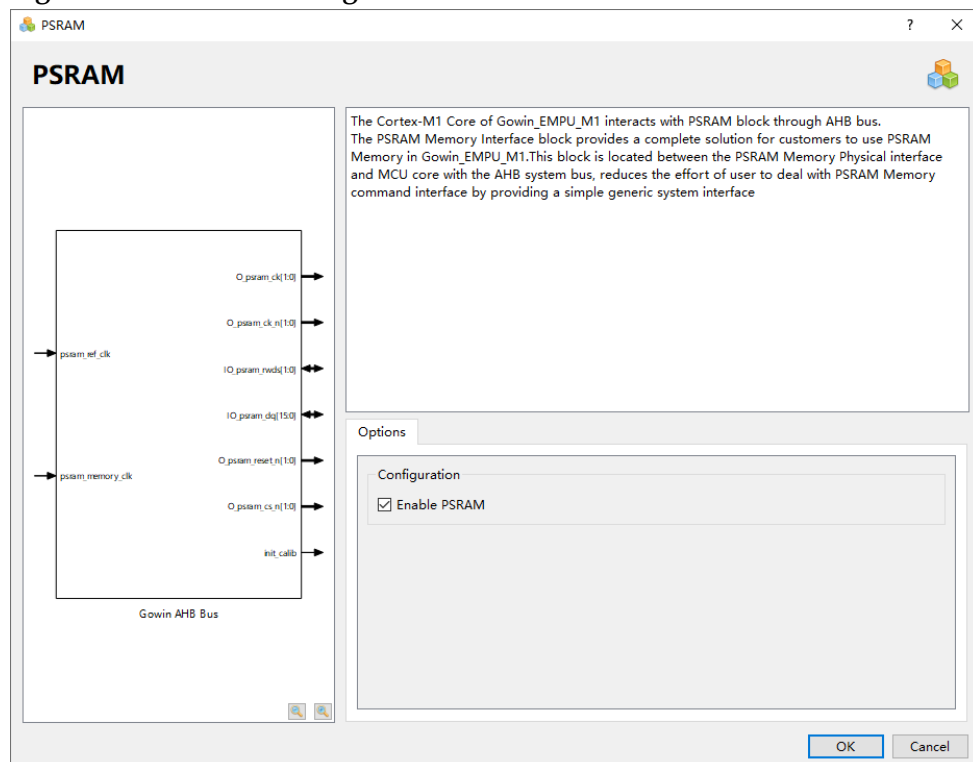 PSRAM
?
PSRAM
The Cortex-M1 Core of Gowin_EMPU_M1 interacts with PSRAM block through AHB bus.
The PSRAM Memory Interface block provides a complete solution for customers to use PSRAM
Memory in Gowin_EMPU_M1.This block is located between the PSRAM Memory Physical interface
and MCU core with the AHB system bus, reduces the effort of user to deal with PSRAM Memory
command interface by providing a simple generic system interface
O_psram_ck[1:0]
O_psram_ck_n[1:0]
psram_ref_clk
IO_psram_rwds[1:0]
IO_psram_dq[15:0]
O_psram_reset_n[1:0]
psram_memory_clk
O_psram_cs_n[1:0]
init_calib
Gowin AHB Bus
Options
Configuration
Enable PSRAM
OK
Cancel